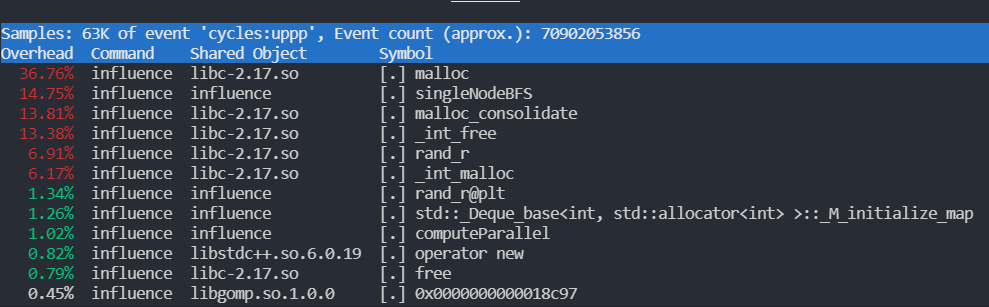 Samples: 63K of event 'cycles:uppp', Event count (approx.): 70902053856
Overhead  Command    Shared Object        Symbol
  36.76%  influence  libc-2.17.so         [.] malloc
  14.75%  influence  influence            [.] singleNodeBFS
  13.81%  influence  libc-2.17.so         [.] malloc_consolidate
  13.38%  influence  libc-2.17.so         [.] _int_free
   6.91%  influence  libc-2.17.so         [.] rand_r
   6.17%  influence  libc-2.17.so         [.] _int_malloc
   1.34%  influence  influence            [.] rand_r@plt
   1.26%  influence  influence            [.] std::_Deque_base<int, std::allocator<int> >::_M_initialize_map
   1.02%  influence  influence            [.] computeParallel
   0.82%  influence  libstdc++.so.6.0.19  [.] operator new
   0.79%  influence  libc-2.17.so         [.] free
   0.45%  influence  libgomp.so.1.0.0     [.] 0x0000000000018c97